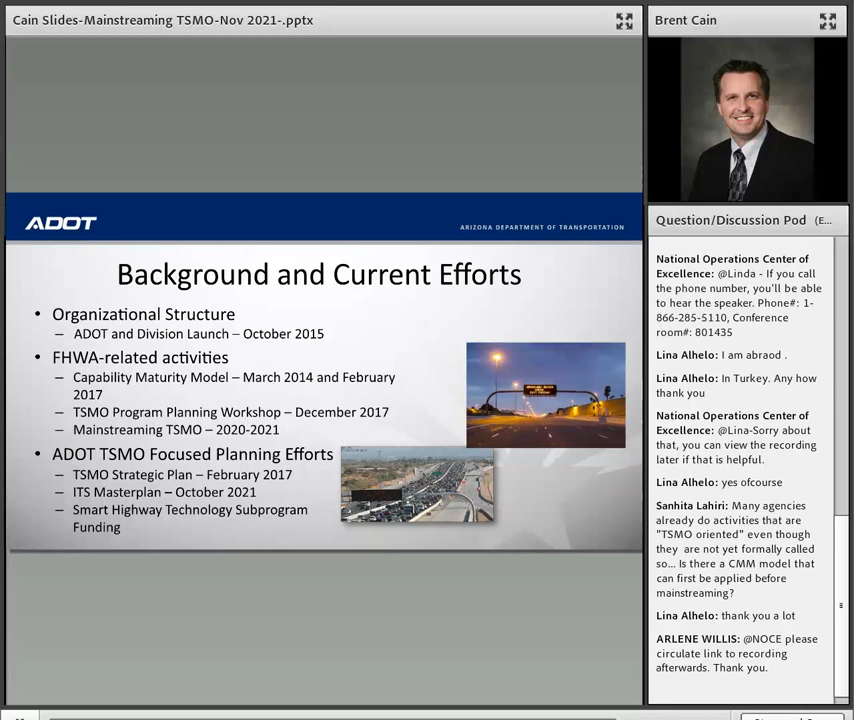 Cain Slides-Mainstreaming TSMO-Nov 2021-.pptx
ADOT
ARIZONA DEPARTMENT OF TRANSPORTATION
Background and Current Efforts
• Organizational Structure
– ADOT and Division Launch – October 2015
• FHWA-related activities
– Capability Maturity Model – March 2014 and February
2017
– TSMO Program Planning Workshop – December 2017
– Mainstreaming TSMO – 2020-2021
• ADOT TSMO Focused Planning Efforts
– TSMO Strategic Plan – February 2017
– ITS Masterplan – October 2021
– Smart Highway Technology Subprogram
Funding
Brent Cain
Question/Discussion Pod (E...
National Operations Center of
Excellence: @Linda - If you call
the phone number, you'll be able
to hear the speaker. Phone#: 1-
866-285-5110, Conference
room#: 801435
Lina Alhelo: I am abraod .
Lina Alhelo: In Turkey. Any how
thank you
National Operations Center of
Excellence: @Lina-Sorry about
that, you can view the recording
later if that is helpful.
Lina Alhelo: yes ofcourse
Sanhita Lahiri: Many agencies
already do activities that are
"TSMO oriented" even though
they are not yet formally called
so... Is there a CMM model that
can first be applied before
mainstreaming?
Lina Alhelo: thank you a lot
ARLENE WILLIS: @NOCE please
circulate link to recording
afterwards. Thank you.